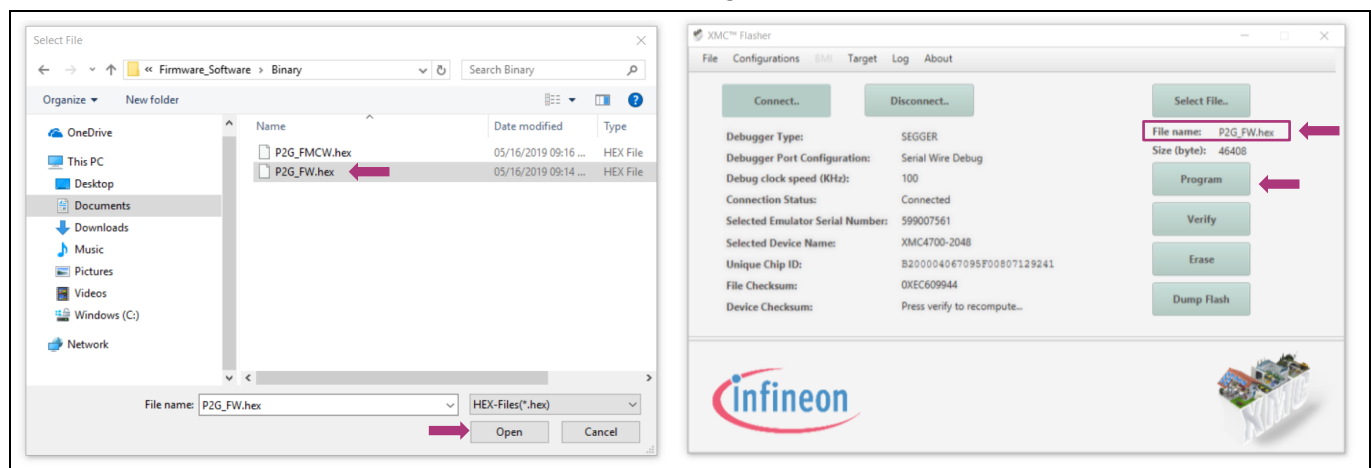 Select File
« Firmware_Software > Binary
Search Binary
Organize
New folder
OneDrive
This PC
Desktop
Documents
Downloads
Music
Pictures
Videos
Windows (C:)
Network
Name Date modified Type
P2G_FMCW.hex 05/16/2019 09:16 ... HEX File
P2G_FW.hex 05/16/2019 09:14 ... HEX File
File name: P2G_FW.hex HEX-Files(*.hex)
Open Cancel
XMC™ Flasher
File Configurations BMI Target Log About
Connect.. Disconnect.. Select File..
File name: P2G_FW.hex
Size (byte): 46408
Program
Verify
Erase
Dump Flash
Debugger Type: SEGGER
Debugger Port Configuration: Serial Wire Debug
Debug clock speed (KHz): 100
Connection Status: Connected
Selected Emulator Serial Number: 599007561
Selected Device Name: XMC4700-2048
Unique Chip ID: B200004067095F00807129241
File Checksum: 0XEC609944
Device Checksum: Press verify to recompute...
infineon
XMC